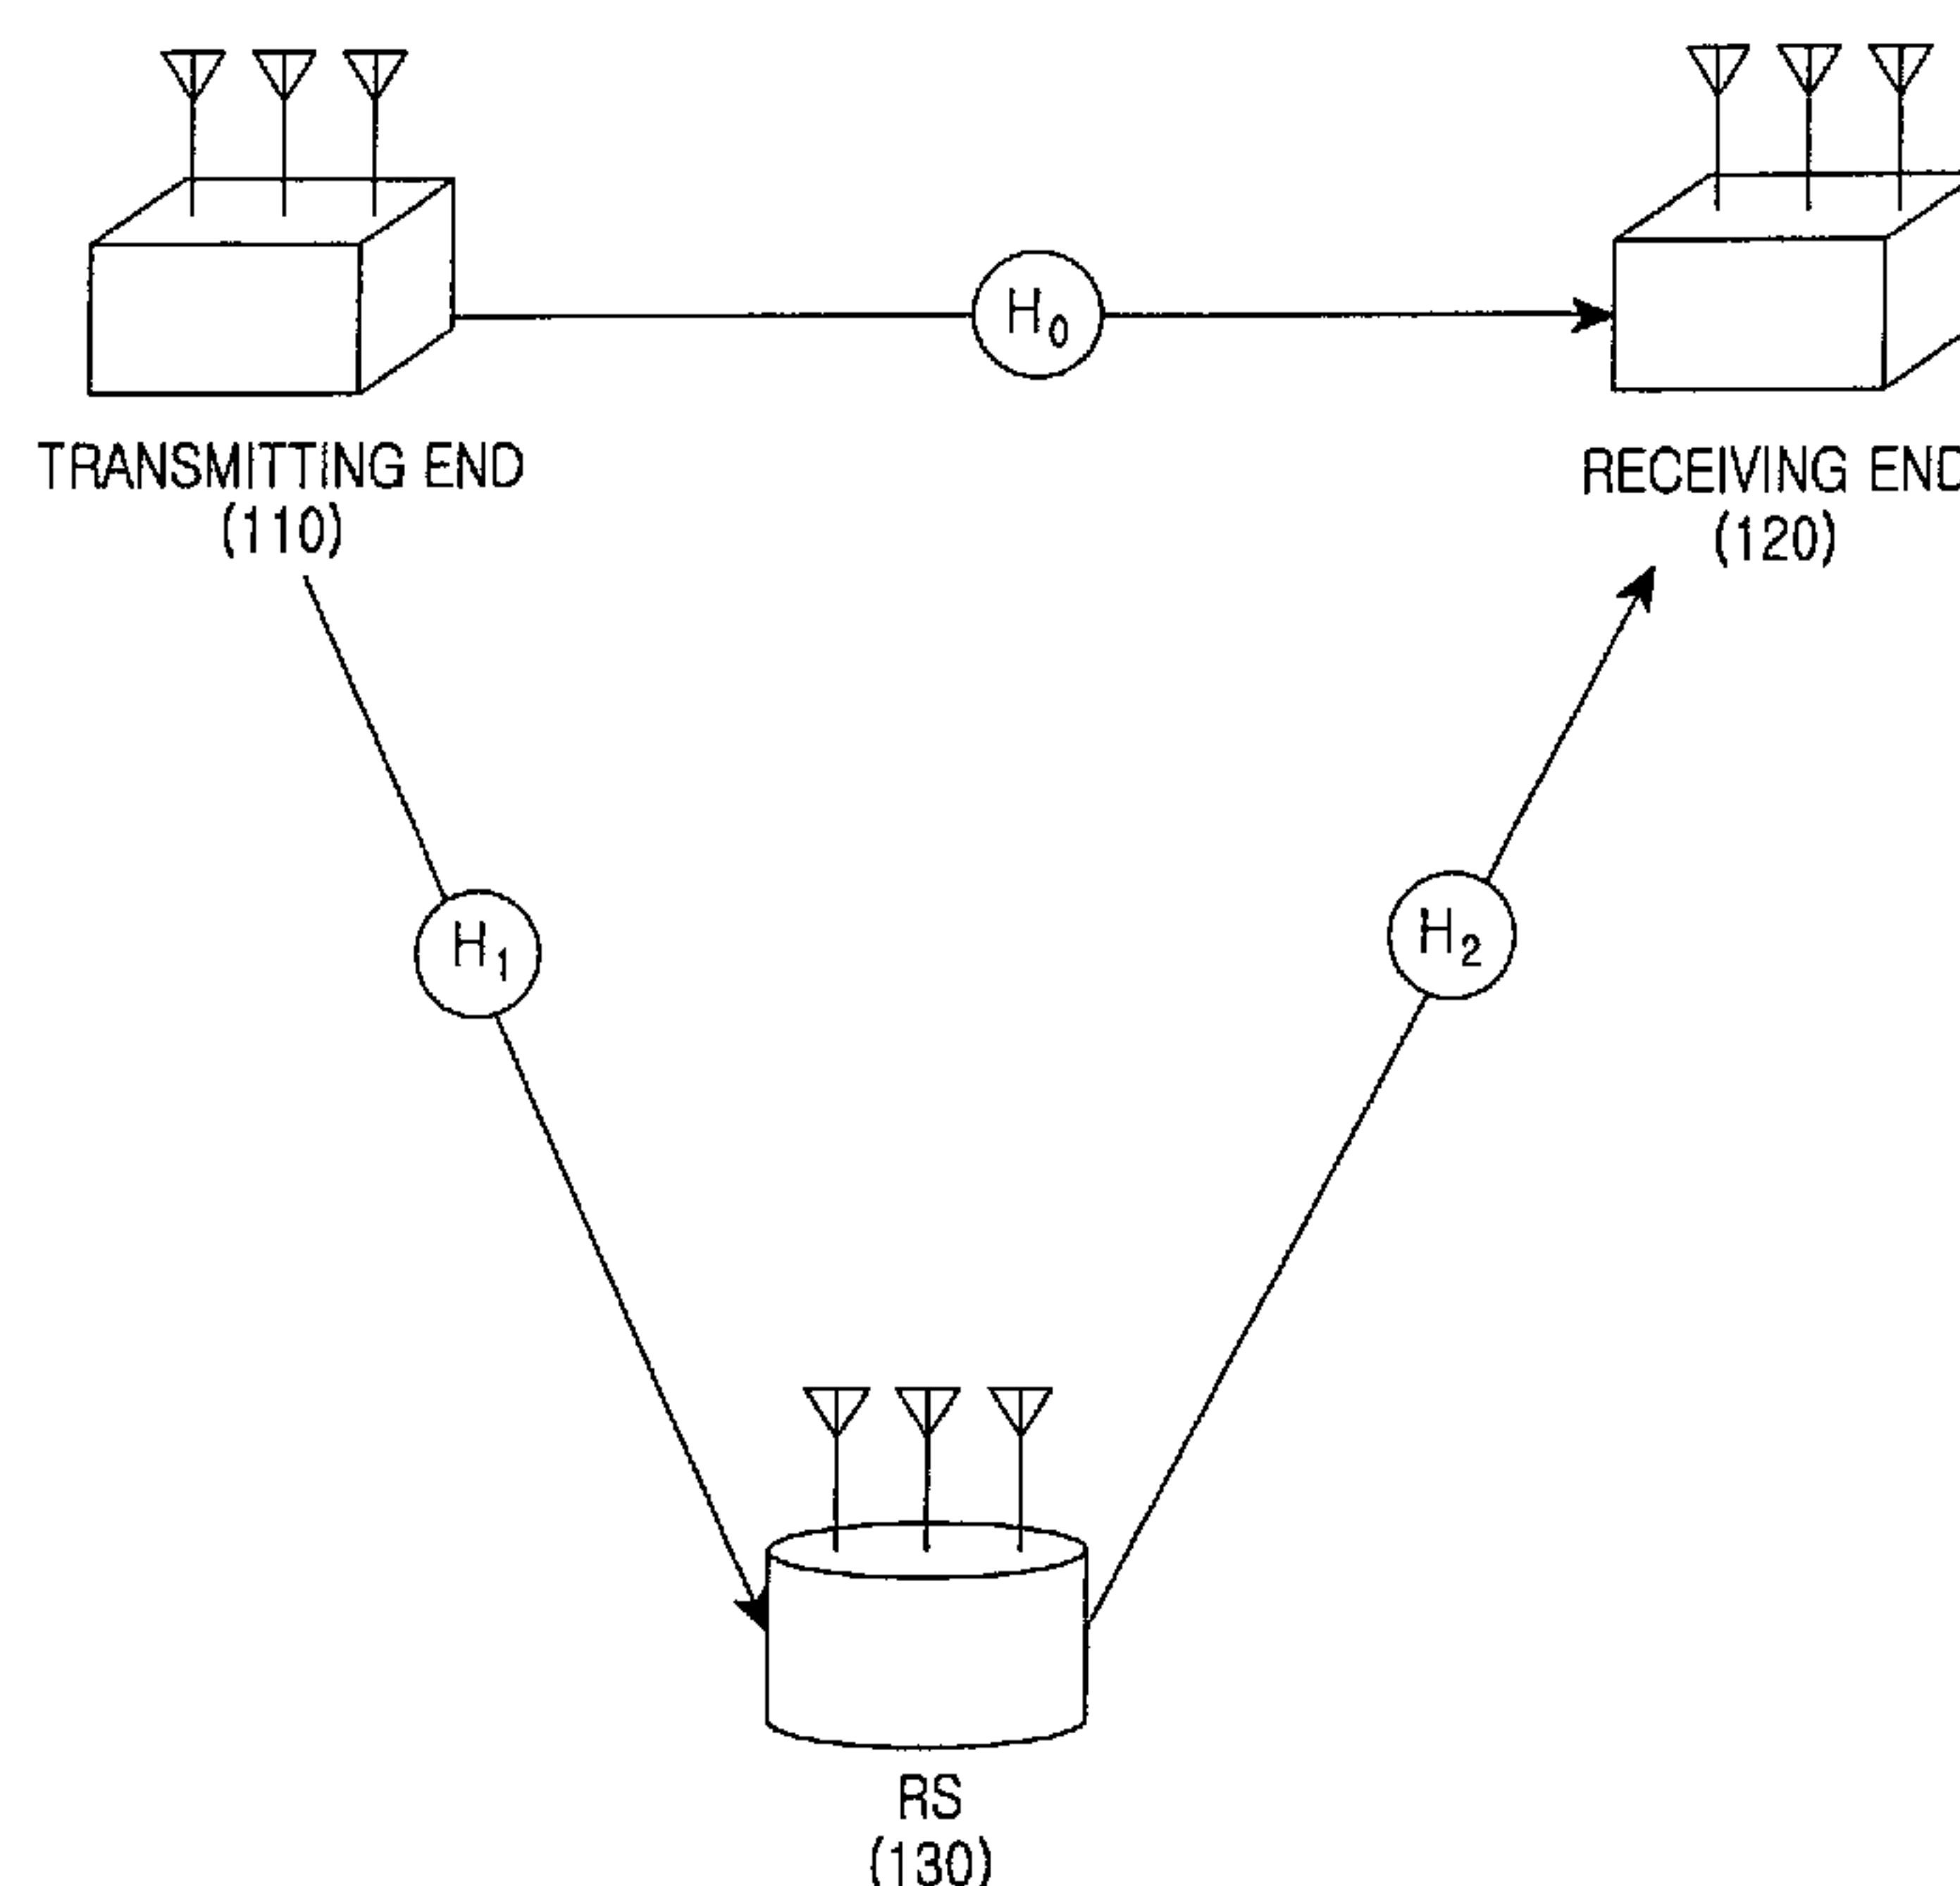 H0
TRANSMITTING END
(110)
RECEIVING END
(120)
H1
H2
RS
(130)